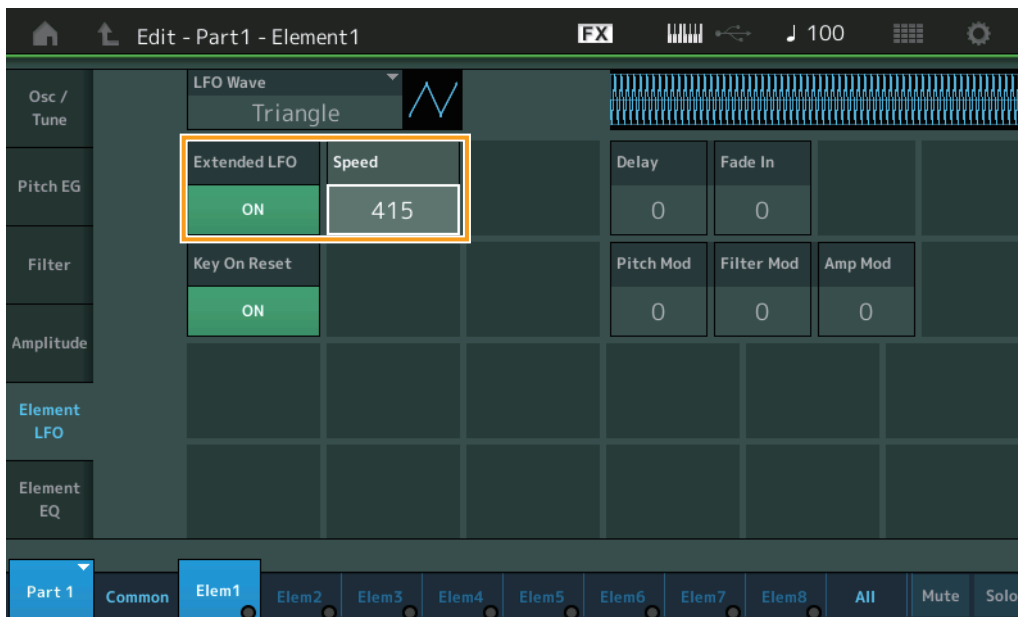 Edit - Part1 - Element1
FX
♩ 100
Osc /
Tune
Pitch EG
Filter
Amplitude
Element
LFO
Element
EQ
LFO Wave
Triangle
Extended LFO
ON
Speed
415
Delay
0
Fade In
0
Key On Reset
ON
Pitch Mod
0
Filter Mod
0
Amp Mod
0
Part 1
Common
Elem1
Elem2
Elem3
Elem4
Elem5
Elem6
Elem7
Elem8
All
Mute
Solo